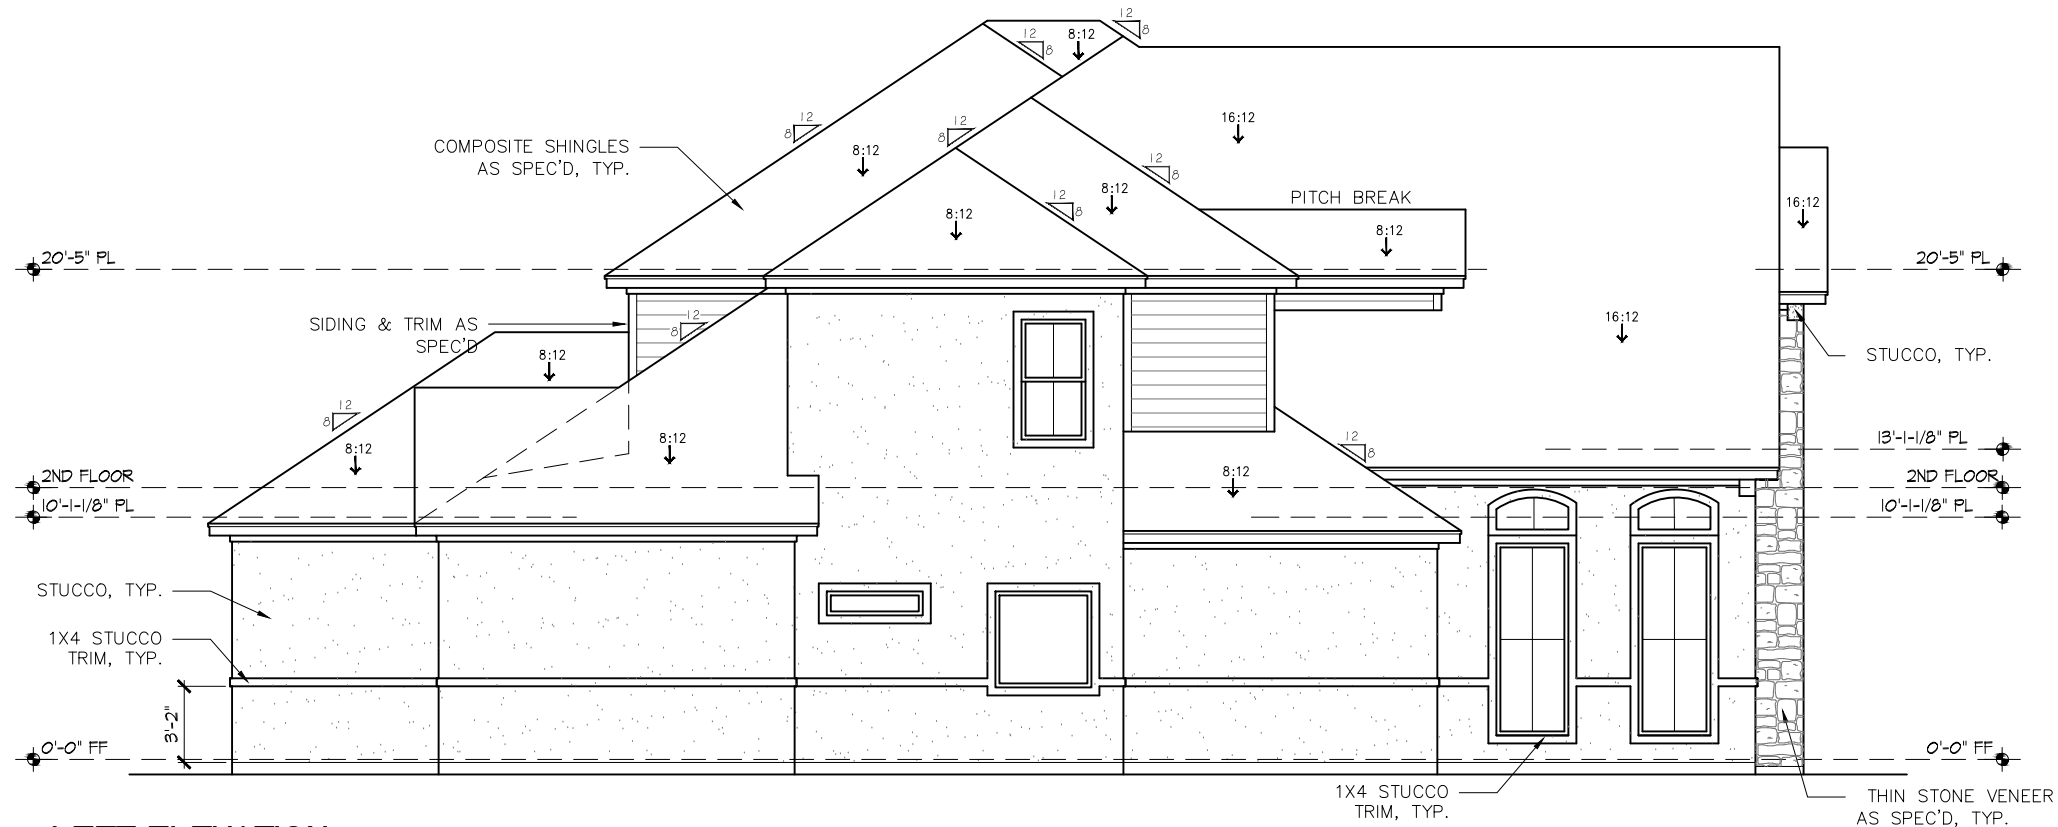 12
8
12
8
8:12
12
8
COMPOSITE SHINGLES
AS SPEC'D, TYP.
8:12
12
8
16:12
12
8
8:12
8:12
12
8
PITCH BREAK
8:12
16:12
20'-5" PL
20'-5" PL
SIDING & TRIM AS
SPEC'D
12
8
16:12
8:12
STUCCO, TYP.
12
8
8:12
8:12
12
8
13'-1-1/8" PL
8:12
2ND FLOOR
2ND FLOOR
10'-1-1/8" PL
10'-1-1/8" PL
STUCCO, TYP.
1X4 STUCCO
TRIM, TYP.
3'-2"
0'-0" FF
0'-0" FF
1X4 STUCCO
TRIM, TYP.
THIN STONE VENEER
AS SPEC'D, TYP.